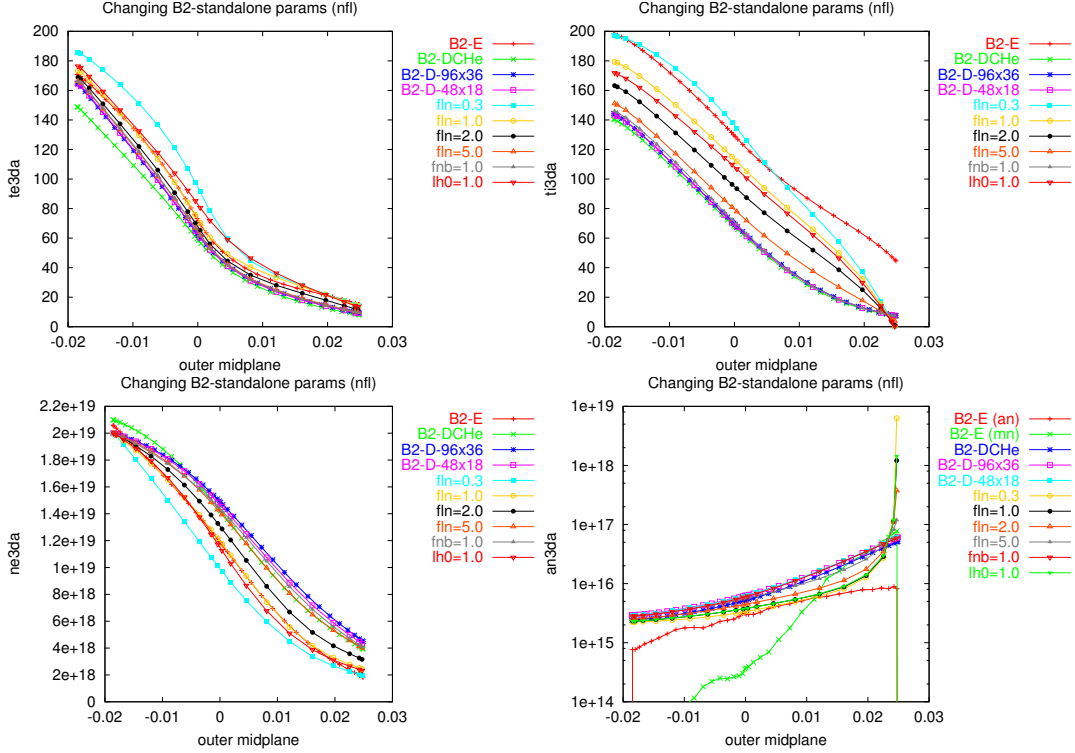 Changing B2-standalone params (nfl)
te3da
200
180
160
140
120
100
80
60
40
20
0
-0.02
-0.01
0
0.01
0.02
0.03
outer midplane
B2-E
B2-DCHe
B2-D-96x36
B2-D-48x18
fln=0.3
fln=1.0
fln=2.0
fln=5.0
fnb=1.0
lh0=1.0
Changing B2-standalone params (nfl)
ti3da
200
180
160
140
120
100
80
60
40
20
0
-0.02
-0.01
0
0.01
0.02
0.03
outer midplane
B2-E
B2-DCHe
B2-D-96x36
B2-D-48x18
fln=0.3
fln=1.0
fln=2.0
fln=5.0
fnb=1.0
lh0=1.0
Changing B2-standalone params (nfl)
ne3da
2.2e+19
2e+19
1.8e+19
1.6e+19
1.4e+19
1.2e+19
1e+19
8e+18
6e+18
4e+18
2e+18
0
-0.02
-0.01
0
0.01
0.02
0.03
outer midplane
B2-E
B2-DCHe
B2-D-96x36
B2-D-48x18
fln=0.3
fln=1.0
fln=2.0
fln=5.0
fnb=1.0
lh0=1.0
Changing B2-standalone params (nfl)
an3da
1e+19
1e+18
1e+17
1e+16
1e+15
1e+14
-0.02
-0.01
0
0.01
0.02
0.03
outer midplane
B2-E (an)
B2-E (mn)
B2-DCHe
B2-D-96x36
B2-D-48x18
fln=0.3
fln=1.0
fln=2.0
fln=5.0
fnb=1.0
lh0=1.0